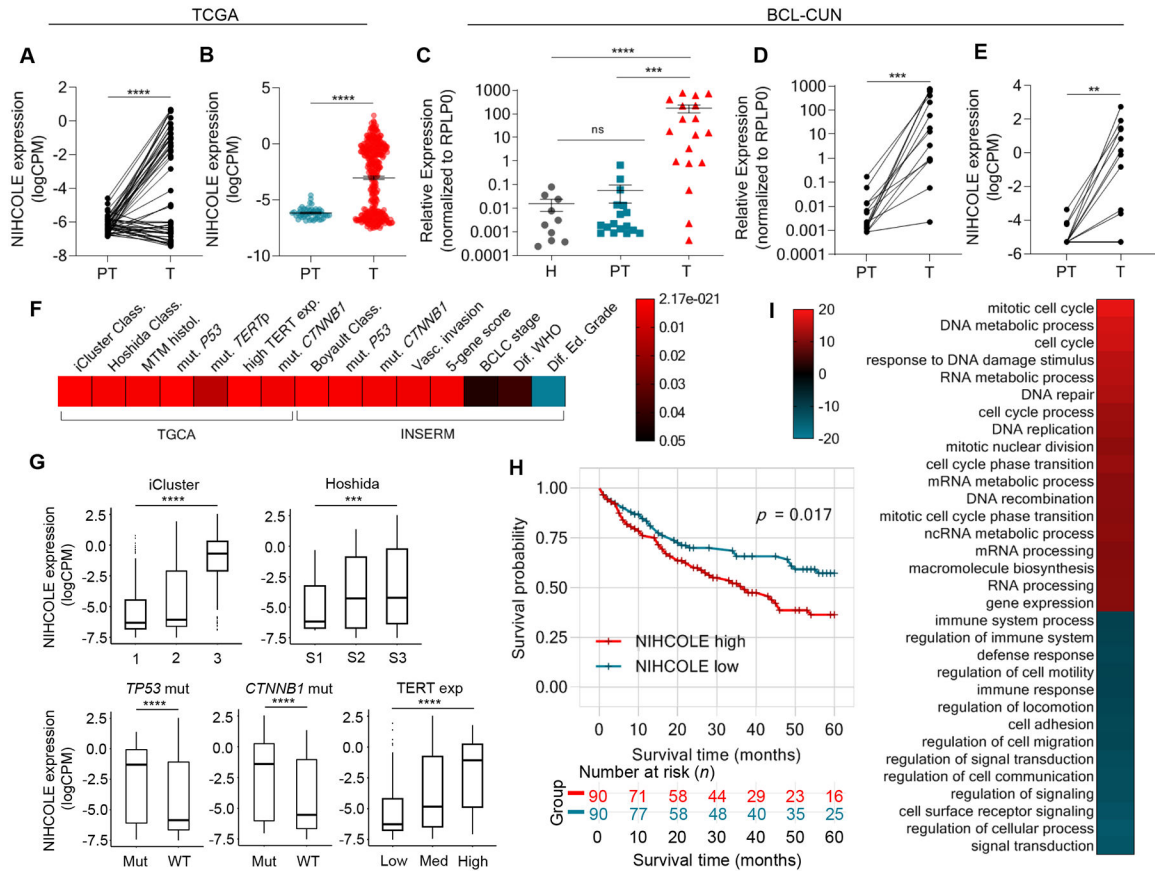 TCGA
BCL-CUN
A
NIHCOLE expression
(logCPM)
****
2
0
−2
−4
−6
−8
PT
T
B
NIHCOLE expression
(logCPM)
****
5
0
−5
−10
PT
T
C
Relative Expression
(normalized to RPLP0)
****
***
ns
1000
100
10
1
0.1
0.01
0.001
0.0001
H
PT
T
D
Relative Expression
(normalized to RPLP0)
***
1000
100
10
1
0.1
0.01
0.001
0.0001
PT
T
E
NIHCOLE expression
(logCPM)
**
4
2
0
−2
−4
−6
PT
T
F
iCluster Class.
Hoshida Class.
MTM histol.
mut. P53
mut. TERTp
high TERT exp.
mut. CTNNB1
Boyault Class.
mut. P53
mut. CTNNB1
Vasc. invasion
5-gene score
BCLC stage
Dif. WHO
Dif. Ed. Grade
TGCA
INSERM
2.17e-021
0.01
0.01
0.02
0.03
0.03
0.04
0.05
G
iCluster
NIHCOLE expression
(logCPM)
****
2.5
0.0
−2.5
−5.0
−7.5
1
2
3
Hoshida
***
2.5
0.0
−2.5
−5.0
−7.5
S1
S2
S3
TP53 mut
NIHCOLE expression
(logCPM)
****
2.5
0.0
−2.5
−5.0
−7.5
Mut
WT
CTNNB1 mut
****
2.5
0.0
−2.5
−5.0
−7.5
Mut
WT
TERT exp
****
2.5
0.0
−2.5
−5.0
−7.5
Low
Med
High
H
Survival probability
1.00
0.75
0.50
0.25
0.00
p = 0.017
NIHCOLE high
NIHCOLE low
0 10 20 30 40 50 60
Survival time (months)
Number at risk (n)
Group
90 71 58 44 29 23 16
90 77 58 48 40 35 25
0 10 20 30 40 50 60
Survival time (months)
I
20
10
0
-10
-20
mitotic cell cycle
DNA metabolic process
cell cycle
response to DNA damage stimulus
RNA metabolic process
DNA repair
cell cycle process
DNA replication
mitotic nuclear division
cell cycle phase transition
mRNA metabolic process
DNA recombination
mitotic cell cycle phase transition
ncRNA metabolic process
mRNA processing
macromolecule biosynthesis
RNA processing
gene expression
immune system process
regulation of immune system
defense response
regulation of cell motility
immune response
regulation of locomotion
cell adhesion
regulation of cell migration
regulation of signal transduction
regulation of cell communication
regulation of signaling
cell surface receptor signaling
regulation of cellular process
signal transduction